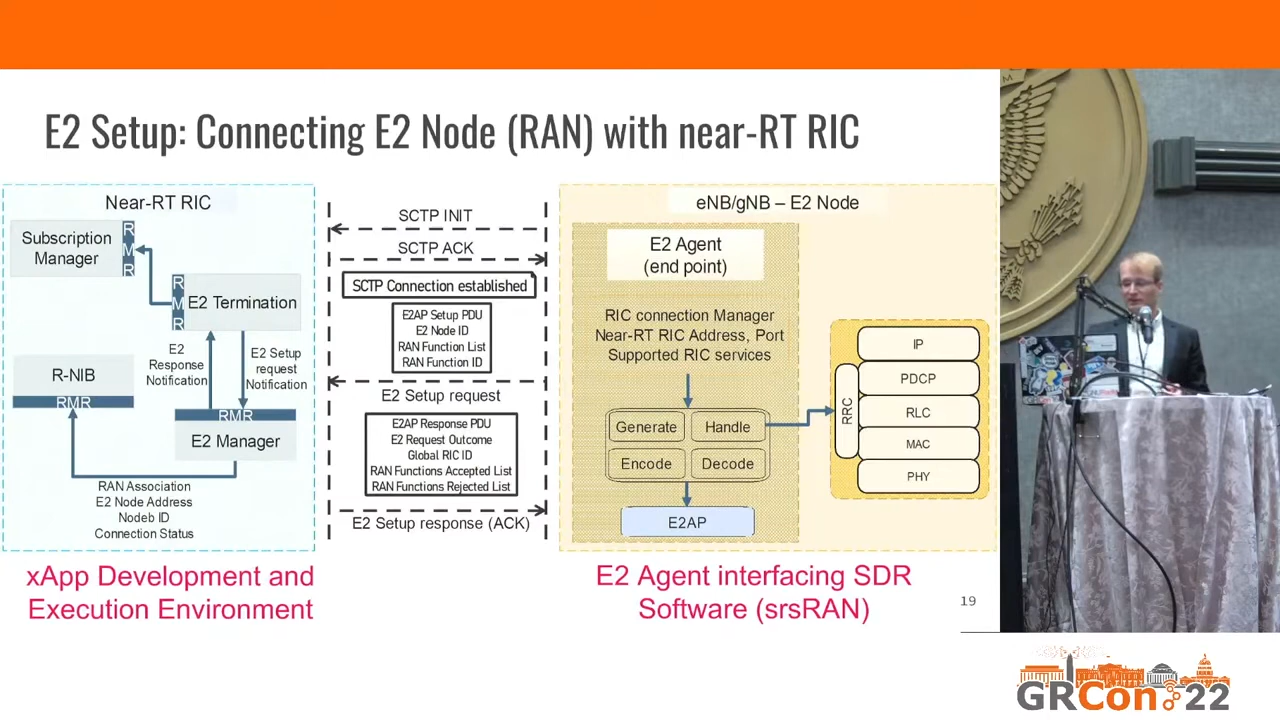 E2 Setup: Connecting E2 Node (RAN) with near-RT RIC
Near-RT RIC
Subscription
Manager
RMR
RMR
E2 Termination
E2
Response
Notification
E2 Setup
request
Notification
R-NIB
RMR
RMR
E2 Manager
RAN Association
E2 Node Address
Nodeb ID
Connection Status
xApp Development and
Execution Environment
SCTP INIT
SCTP ACK
SCTP Connection established
E2AP Setup PDU
E2 Node ID
RAN Function List
RAN Function ID
E2 Setup request
E2AP Response PDU
E2 Request Outcome
Global RIC ID
RAN Functions Accepted List
RAN Functions Rejected List
E2 Setup response (ACK)
eNB/gNB – E2 Node
E2 Agent
(end point)
RIC connection Manager
Near-RT RIC Address, Port
Supported RIC services
Generate
Handle
Encode
Decode
E2AP
RRC
IP
PDCP
RLC
MAC
PHY
E2 Agent interfacing SDR
Software (srsRAN)
19
GRCon 22